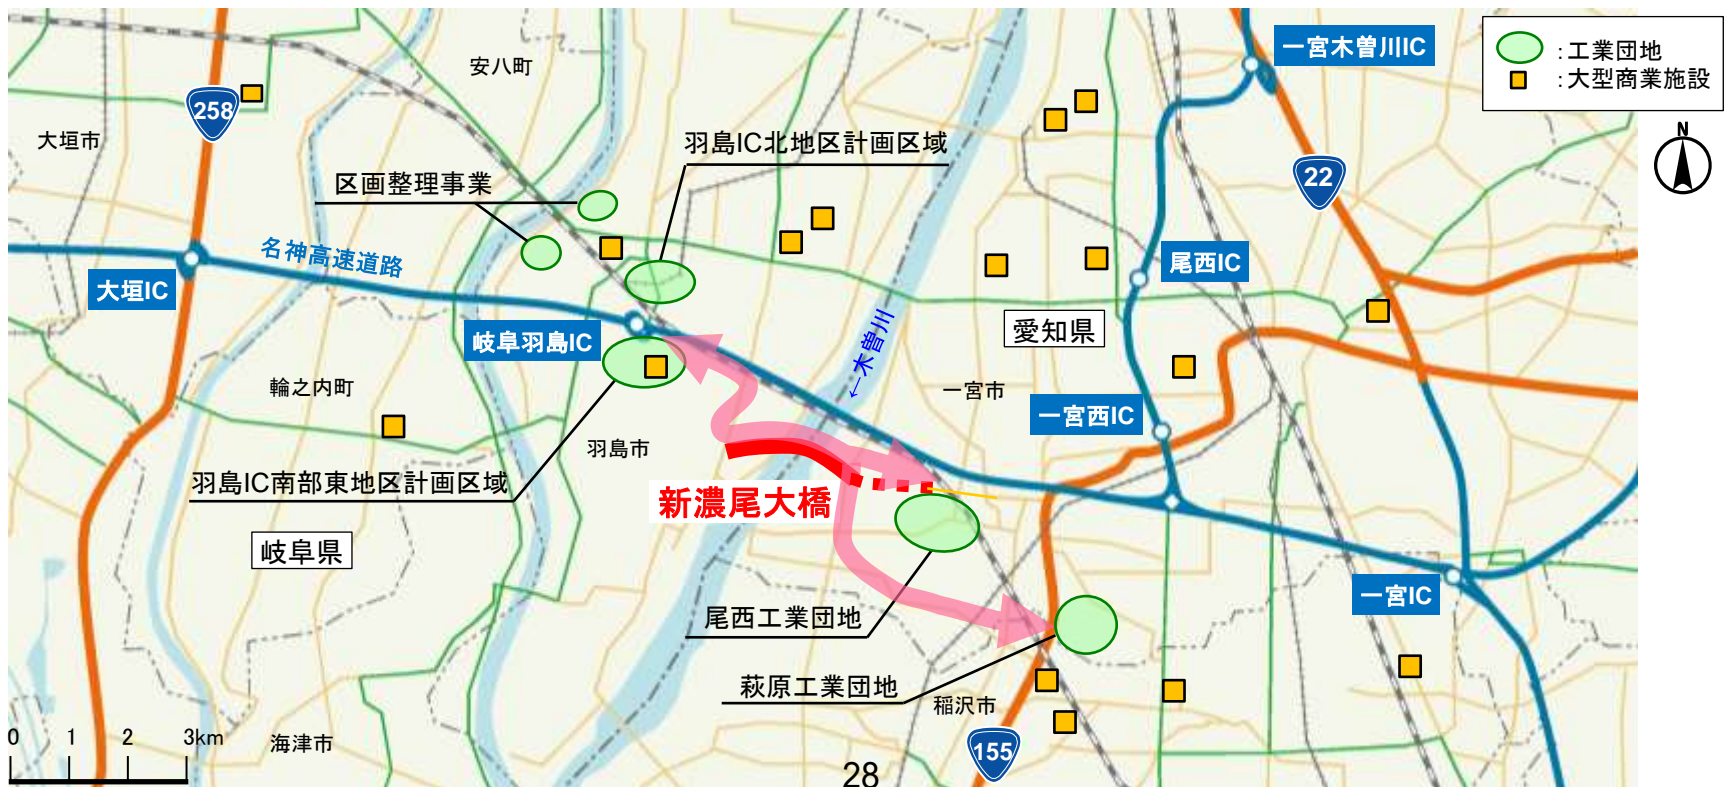 一宮木曽川IC
：工業団地
：大型商業施設
安八町
258
大垣市
羽島IC北地区計画区域
N
区画整理事業
22
名神高速道路
尾西IC
大垣IC
岐阜羽島IC
愛知県
←木曽川
輪之内町
一宮市
一宮西IC
羽島市
羽島IC南部東地区計画区域
新濃尾大橋
岐阜県
一宮IC
尾西工業団地
萩原工業団地
稲沢市
0 1 2 3km
海津市
155
28